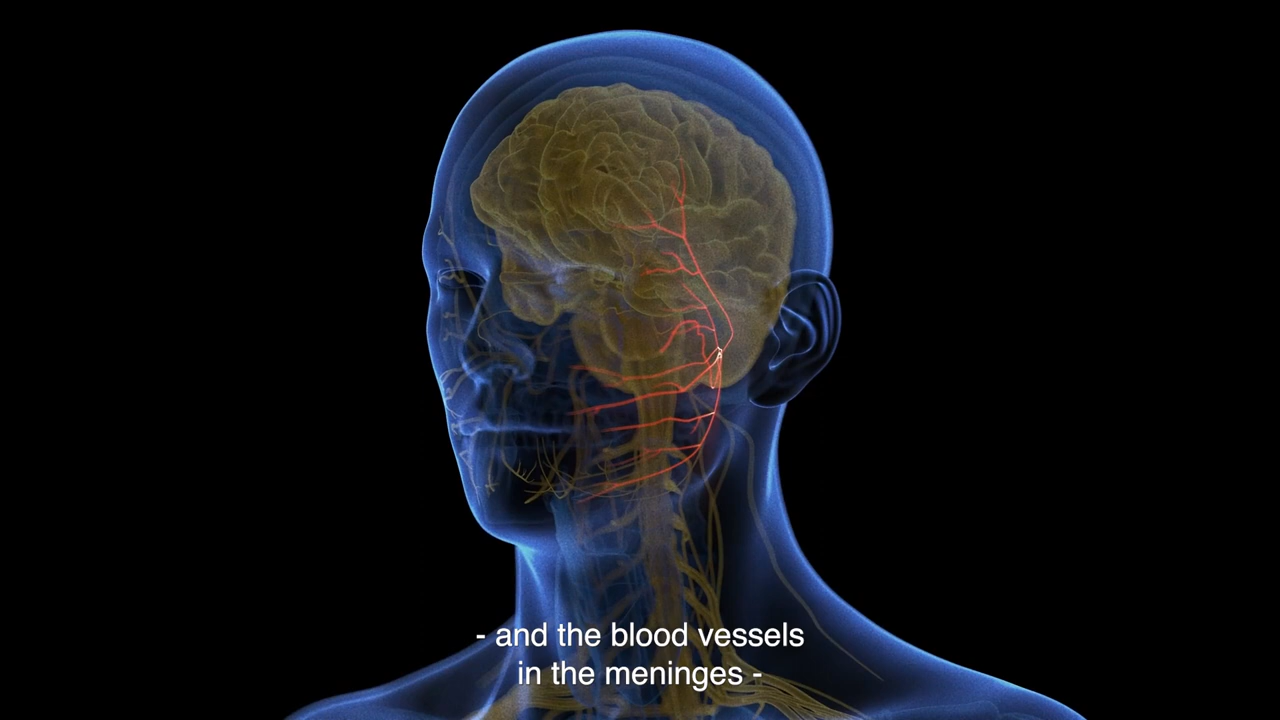 - and the blood vessels
in the meninges -